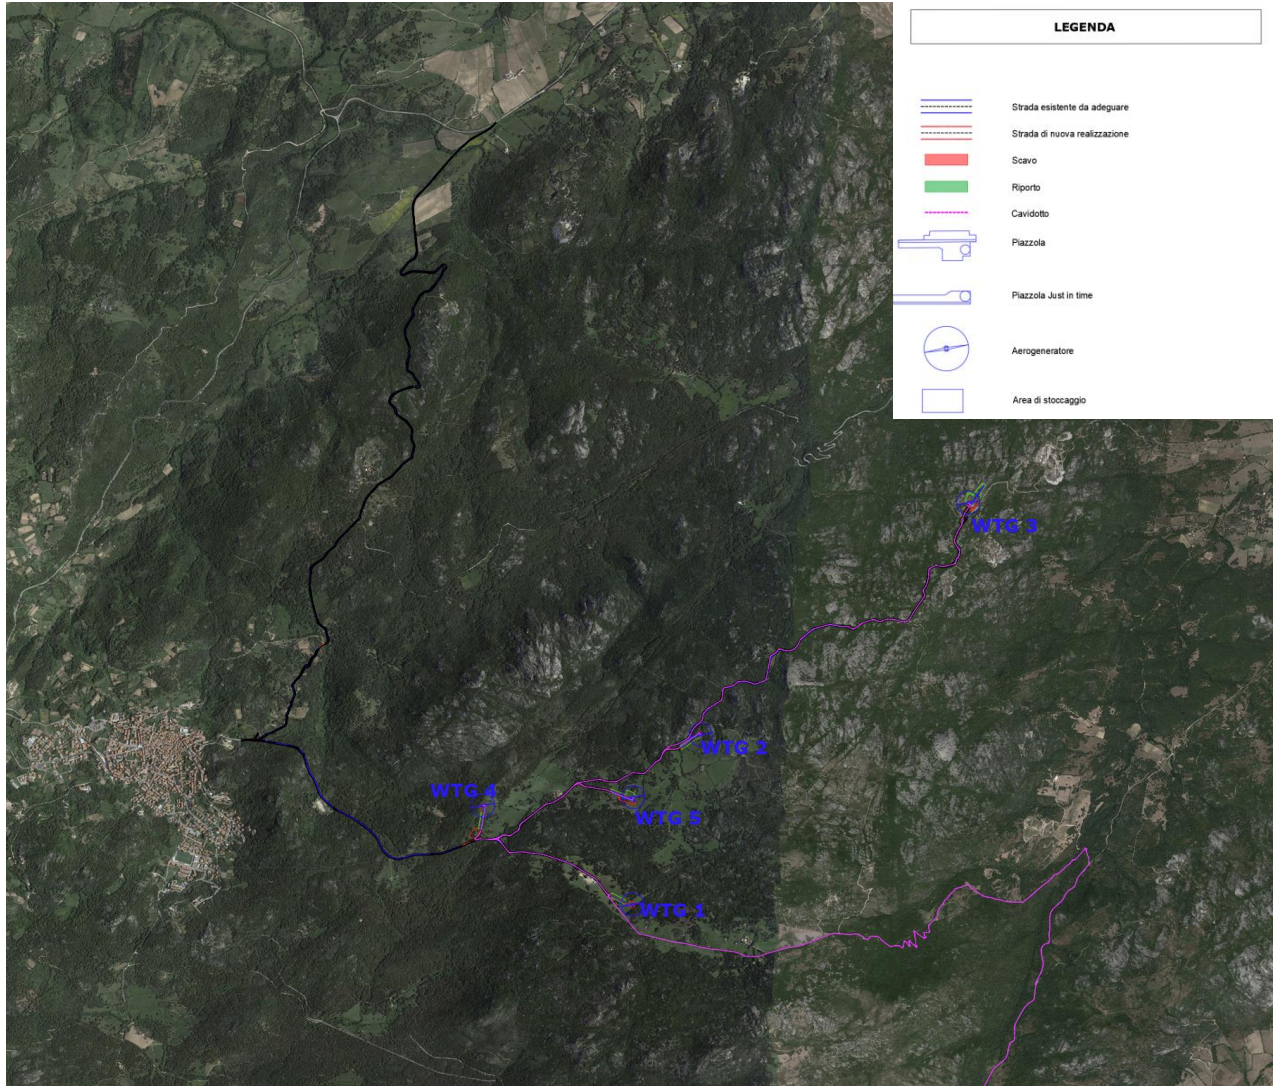 LEGENDA
Strada esistente da adeguare
Strada di nuova realizzazione
Scavo
Riporto
Cavidotto
Piazzola
Piazzola Just in time
Aerogeneratore
Area di stoccaggio
WTG 3
WTG 2
WTG 4
WTG 5
WTG 1